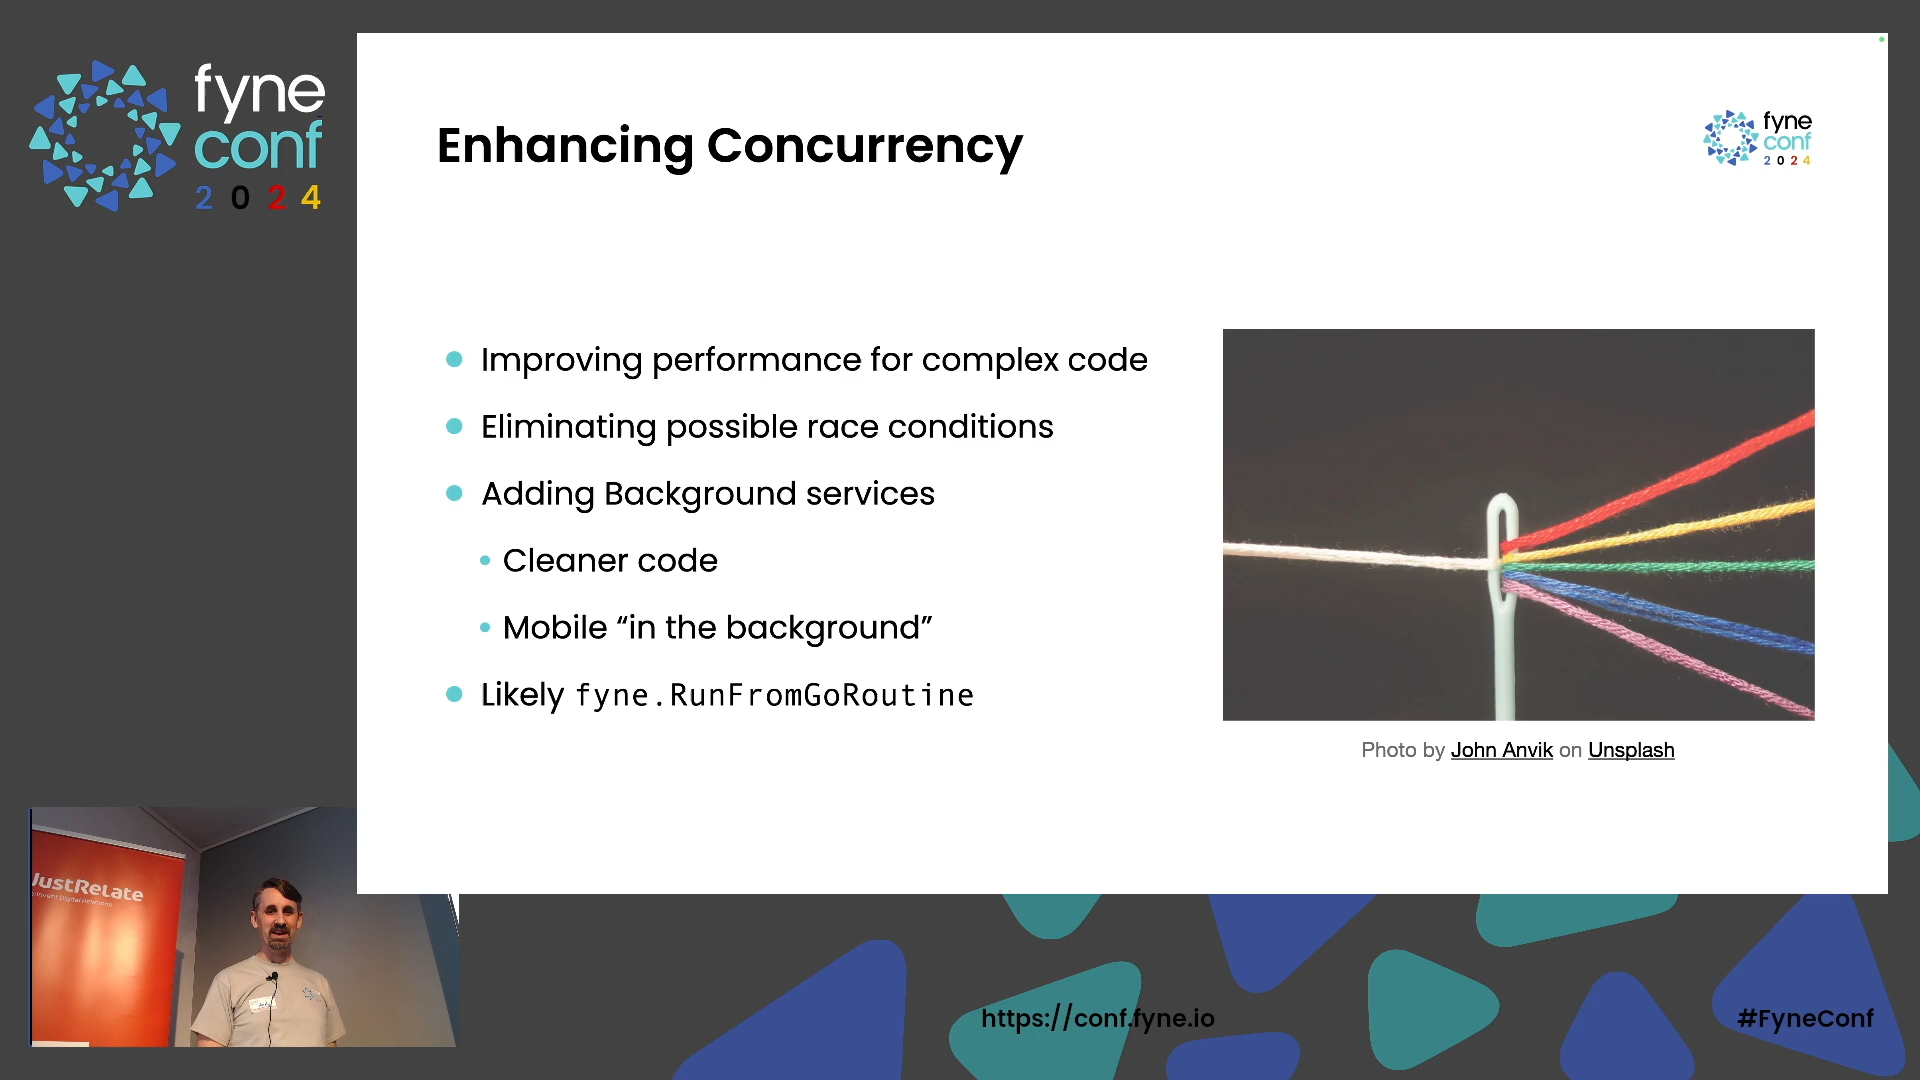 fyne
conf
2024
Enhancing Concurrency
fyne
conf
2024
Improving performance for complex code
Eliminating possible race conditions
Adding Background services
Cleaner code
Mobile “in the background”
Likely fyne.RunFromGoRoutine
Photo by John Anvik on Unsplash
JustRelate
https://conf.fyne.io
#FyneConf